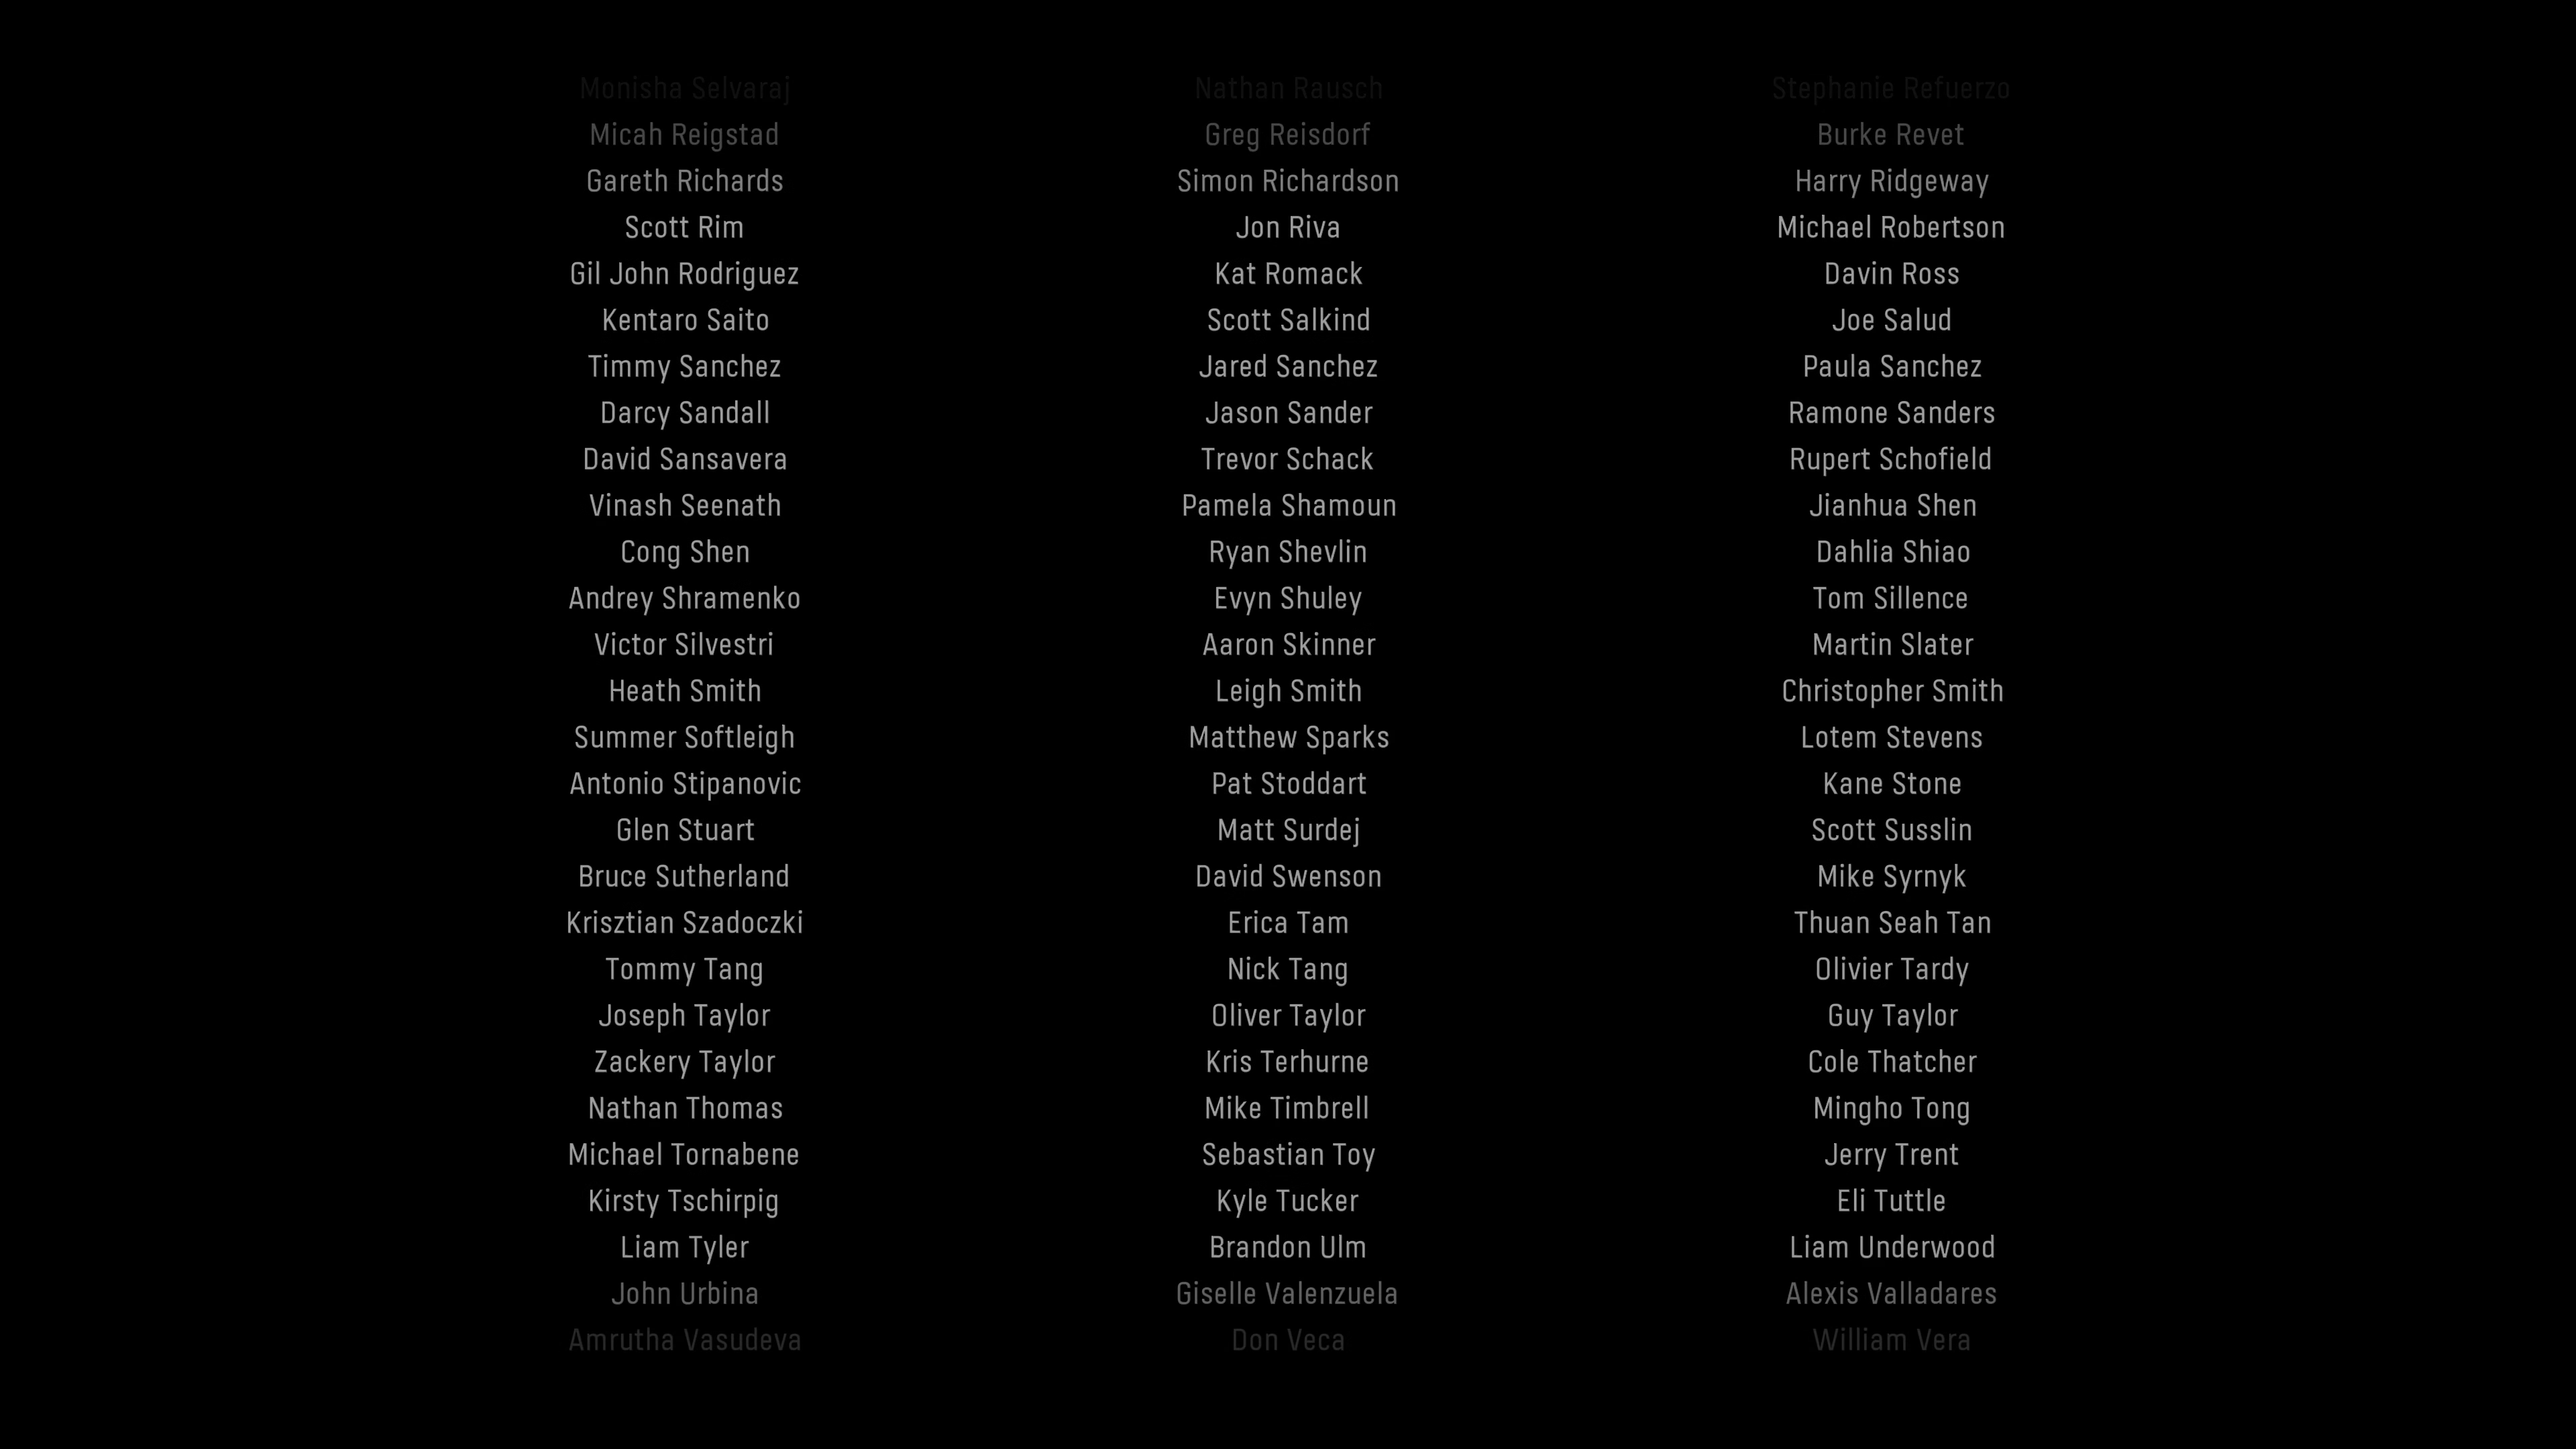 Monisha Selvaraj Nathan Rausch Stephanie Refuerzo
Micah Reigstad Greg Reisdorf Burke Revet
Gareth Richards Simon Richardson Harry Ridgeway
Scott Rim Jon Riva Michael Robertson
Gil John Rodriguez Kat Romack Davin Ross
Kentaro Saito Scott Salkind Joe Salud
Timmy Sanchez Jared Sanchez Paula Sanchez
Darcy Sandall Jason Sander Ramone Sanders
David Sansavera Trevor Schack Rupert Schofield
Vinash Seenath Pamela Shamoun Jianhua Shen
Cong Shen Ryan Shevlin Dahlia Shiao
Andrey Shramenko Evyn Shuley Tom Sillence
Victor Silvestri Aaron Skinner Martin Slater
Heath Smith Leigh Smith Christopher Smith
Summer Softleigh Matthew Sparks Lotem Stevens
Antonio Stipanovic Pat Stoddart Kane Stone
Glen Stuart Matt Surdej Scott Susslin
Bruce Sutherland David Swenson Mike Syrnyk
Krisztian Szadoczki Erica Tam Thuan Seah Tan
Tommy Tang Nick Tang Olivier Tardy
Joseph Taylor Oliver Taylor Guy Taylor
Zackery Taylor Kris Terhurne Cole Thatcher
Nathan Thomas Mike Timbrell Mingho Tong
Michael Tornabene Sebastian Toy Jerry Trent
Kirsty Tschirpig Kyle Tucker Eli Tuttle
Liam Tyler Brandon Ulm Liam Underwood
John Urbina Giselle Valenzuela Alexis Valladares
Amrutha Vasudeva Don Veca William Vera